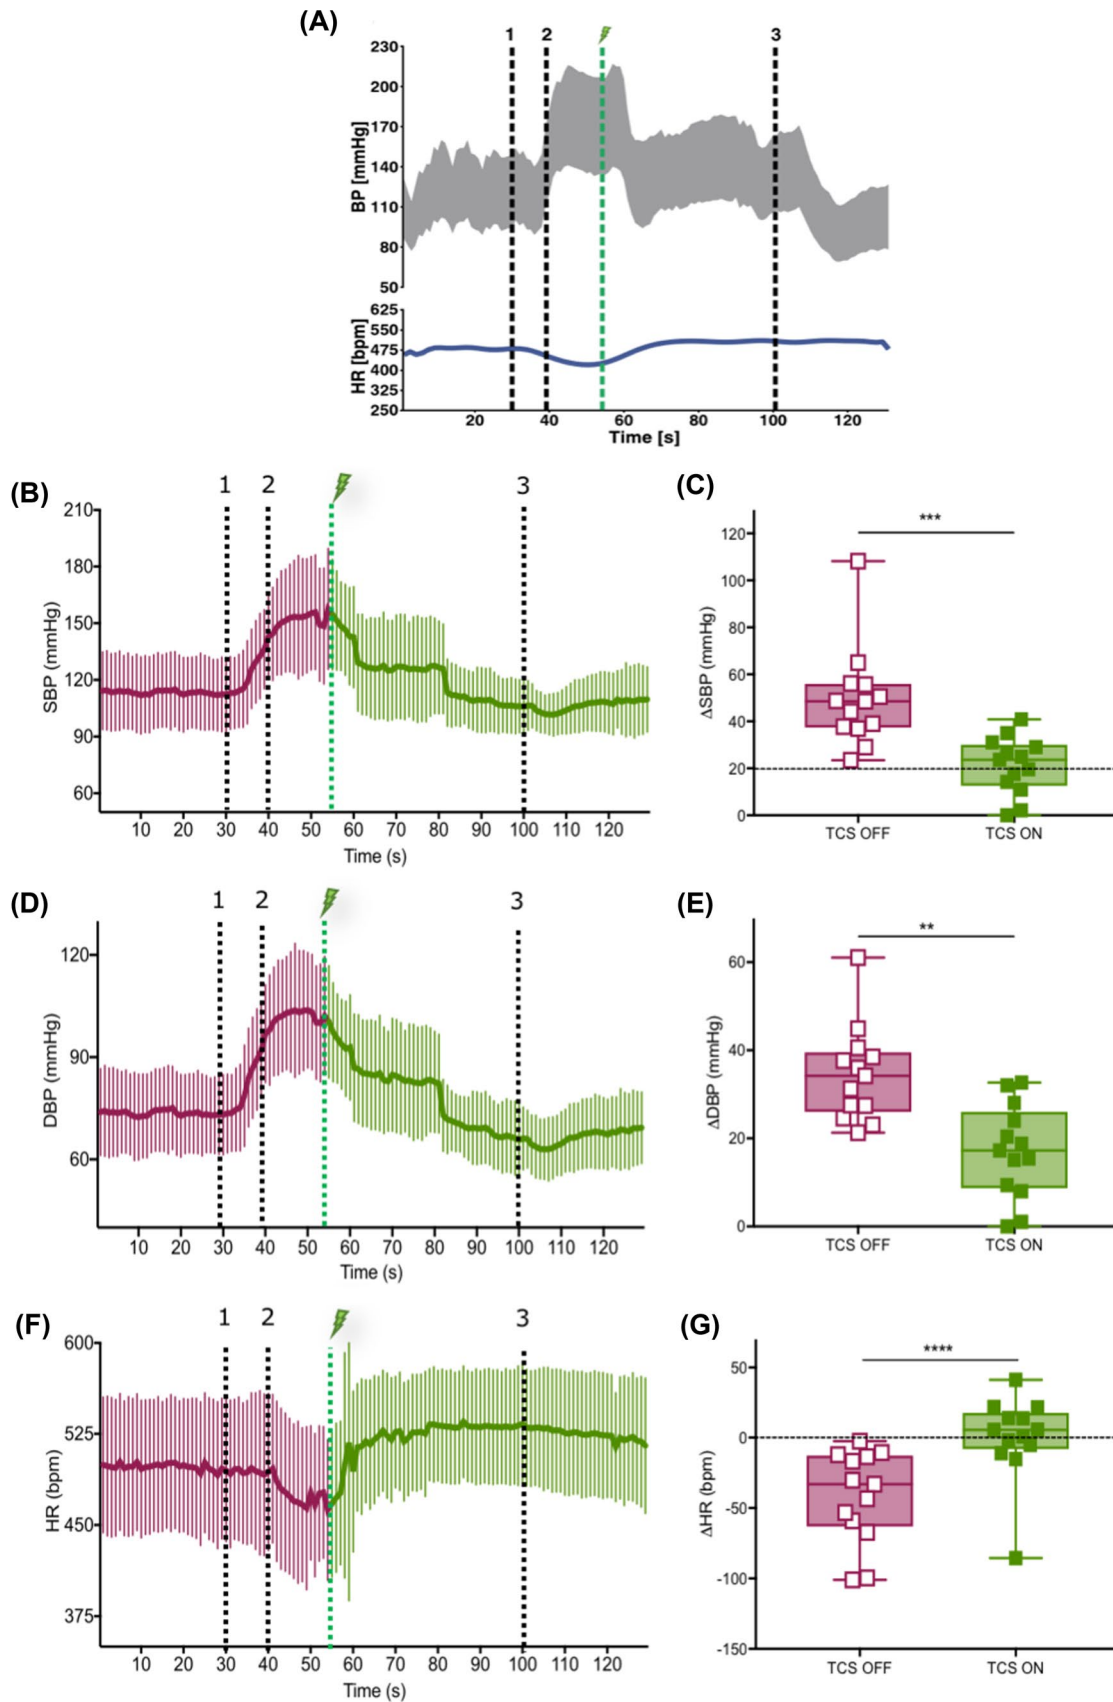 (A)
1 2 3
230
200
170
140
110
80
50
BP [mmHg]
625
550
475
400
325
250
HR [bpm]
20 40 60 80 100 120
Time [s]
(B)
1 2 3
210
180
150
120
90
60
SBP (mmHg)
10 20 30 40 50 60 70 80 90 100 110 120
Time (s)
(C)
***
120
100
80
60
40
20
0
ΔSBP (mmHg)
TCS OFF TCS ON
(D)
1 2 3
120
90
60
DBP (mmHg)
10 20 30 40 50 60 70 80 90 100 110 120
Time (s)
(E)
**
60
40
20
0
ΔDBP (mmHg)
TCS OFF TCS ON
(F)
1 2 3
600
525
450
375
HR (bpm)
10 20 30 40 50 60 70 80 90 100 110 120
Time (s)
(G)
****
50
0
-50
-100
-150
ΔHR (bpm)
TCS OFF TCS ON